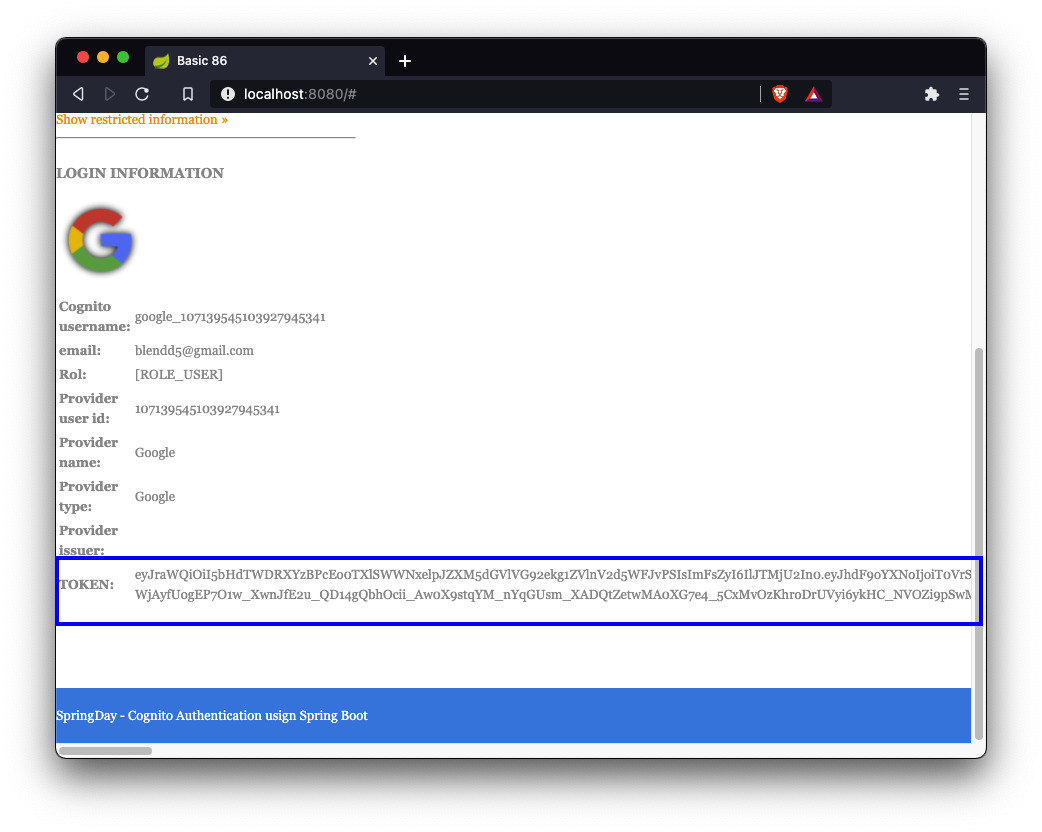 Basic 86
localhost:8080/#
Show restricted information »
LOGIN INFORMATION
Cognito
username: google_107139545103927945341
email: blendd5@gmail.com
Rol: [ROLE_USER]
Provider
user id: 107139545103927945341
Provider
name: Google
Provider
type: Google
Provider
issuer:
TOKEN: eyJraWQiOiI5bHdTWDRXYzBPcE00TXlSWWNxelpJZXM5dGVlVG92ekg1ZVlnV2d5WFJvPSIsImFsZyI6IlJTMjU2In0.eyJhdF9oYXNoIjoiT0VrS
WjAyfUogEP7O1w_XwnJfE2u_QD14gQbhOcii_Aw0X9stqYM_nYqGUsm_XADQtZetwMA0XG7e4_5CxMvOzKhroDrUVyi6ykHC_NVOZi9pSwM
SpringDay - Cognito Authentication usign Spring Boot